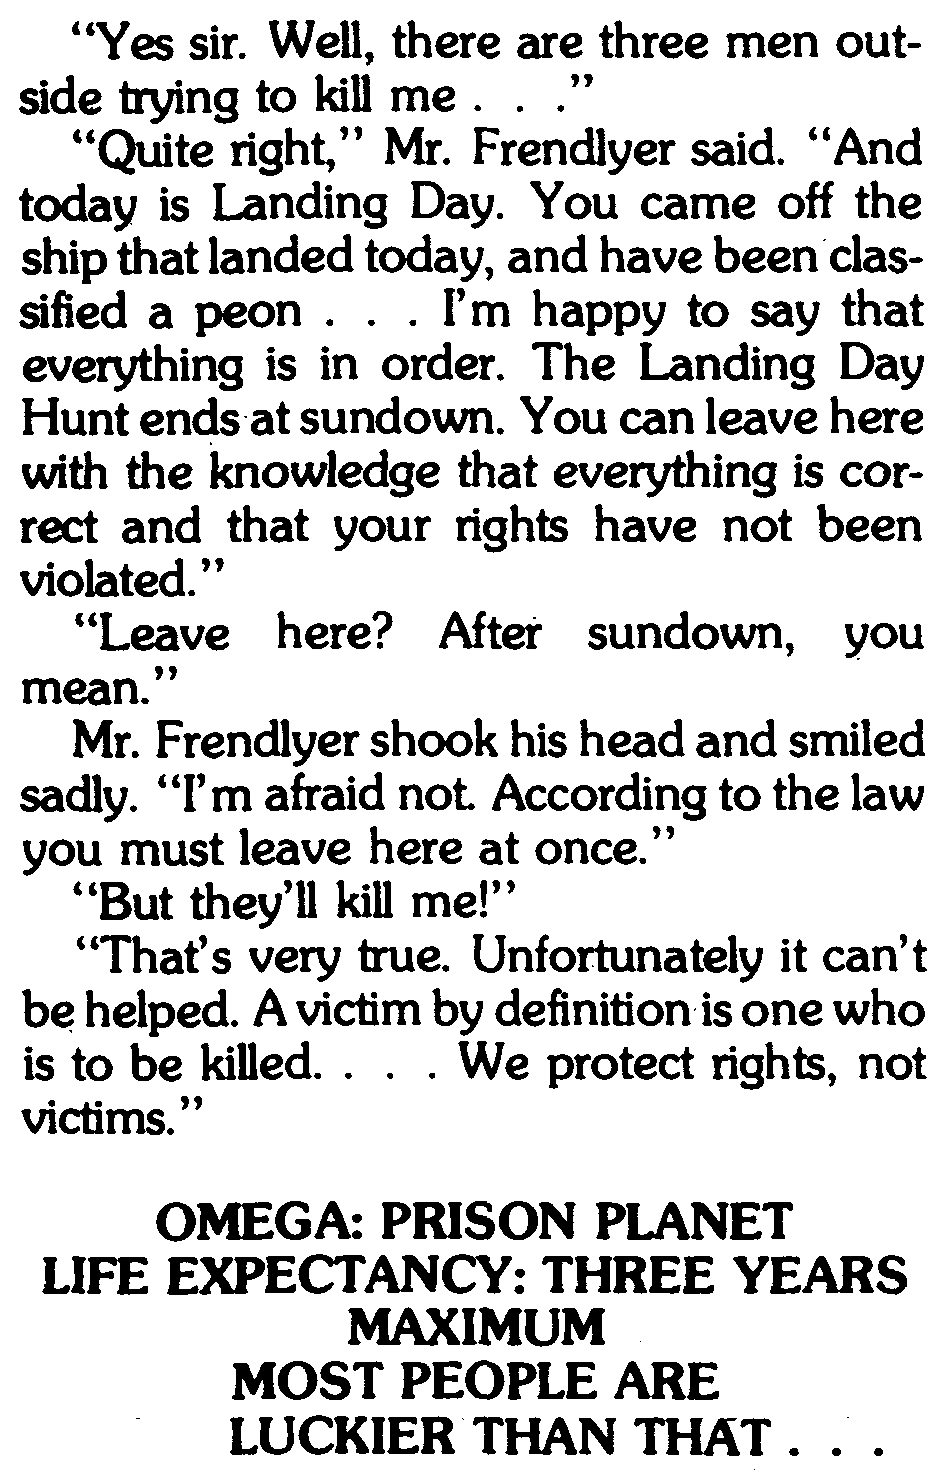 “Yes sir. Well, there are three men out-
side trying to kill me . . .”
“Quite right,” Mr. Frendlyer said. “And
today is Landing Day. You came off the
ship that landed today, and have been clas-
sified a peon . . . I’m happy to say that
everything is in order. The Landing Day
Hunt ends at sundown. You can leave here
with the knowledge that everything is cor-
rect and that your rights have not been
violated.”
“Leave here? After sundown, you
mean.”
Mr. Frendlyer shook his head and smiled
sadly. “I’m afraid not. According to the law
you must leave here at once.”
“But they’ll kill me!”
“That’s very true. Unfortunately it can’t
be helped. A victim by definition is one who
is to be killed. . . . We protect rights, not
victims.”
OMEGA: PRISON PLANET
LIFE EXPECTANCY: THREE YEARS
MAXIMUM
MOST PEOPLE ARE
LUCKIER THAN THAT . . .